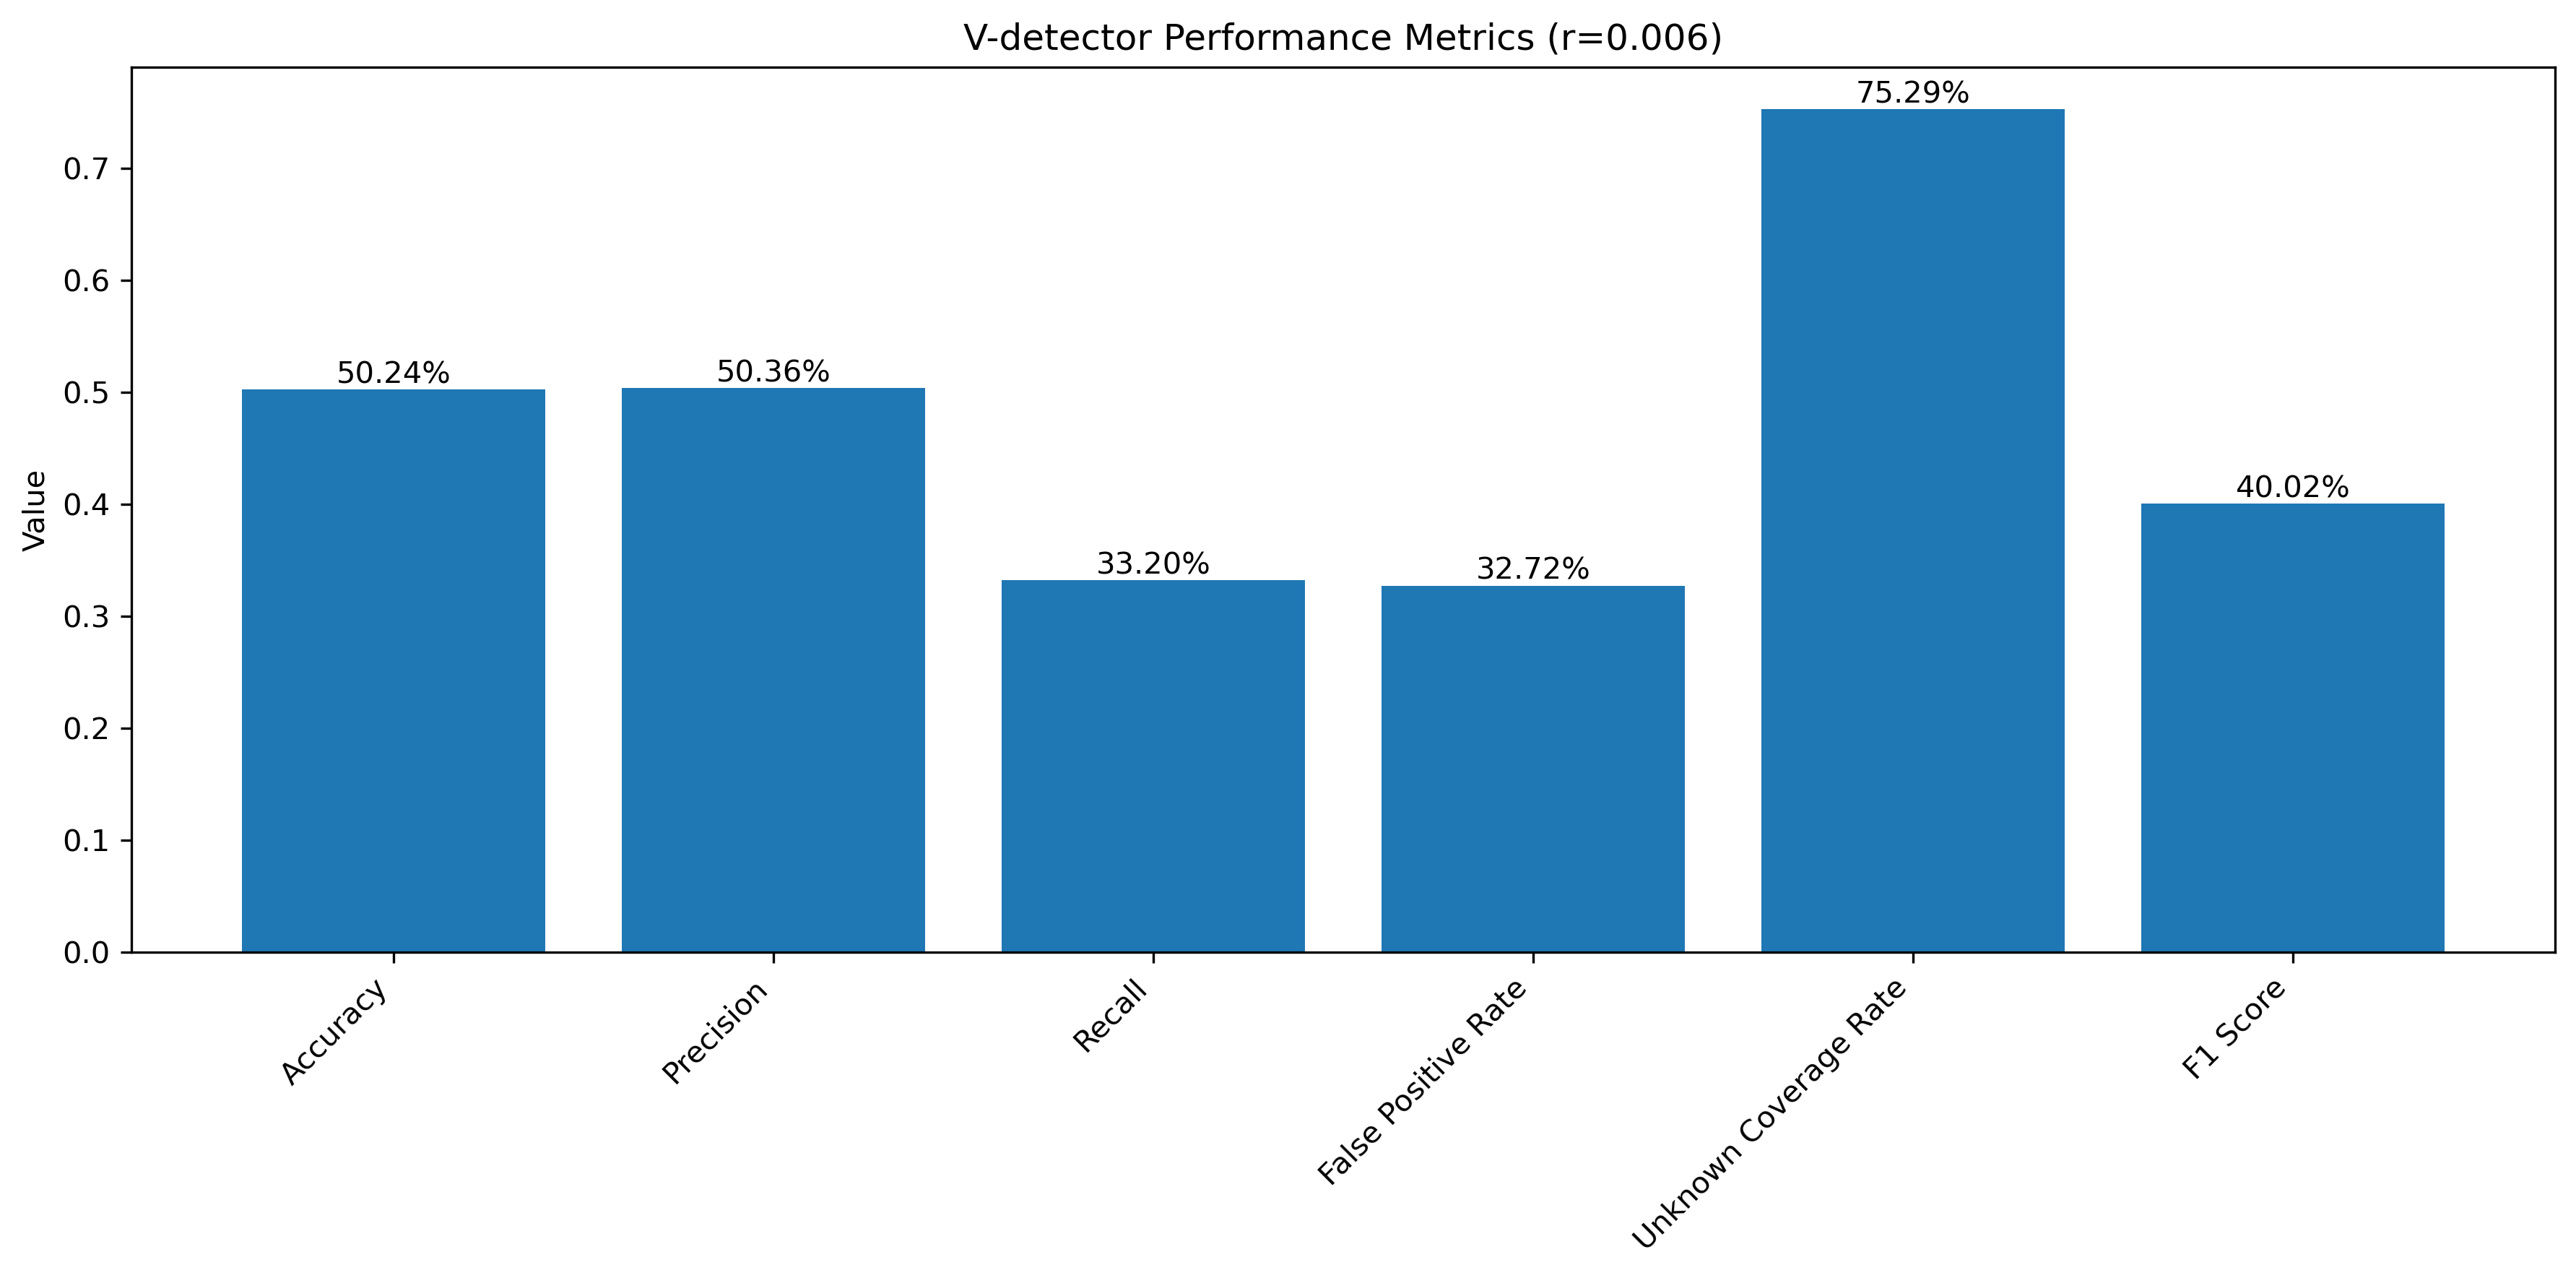 V-detector Performance Metrics (r=0.006)
Value
0.7
0.6
0.5
0.4
0.3
0.2
0.1
0.0
50.24%
50.36%
33.20%
32.72%
75.29%
40.02%
Accuracy
Precision
Recall
False Positive Rate
Unknown Coverage Rate
F1 Score